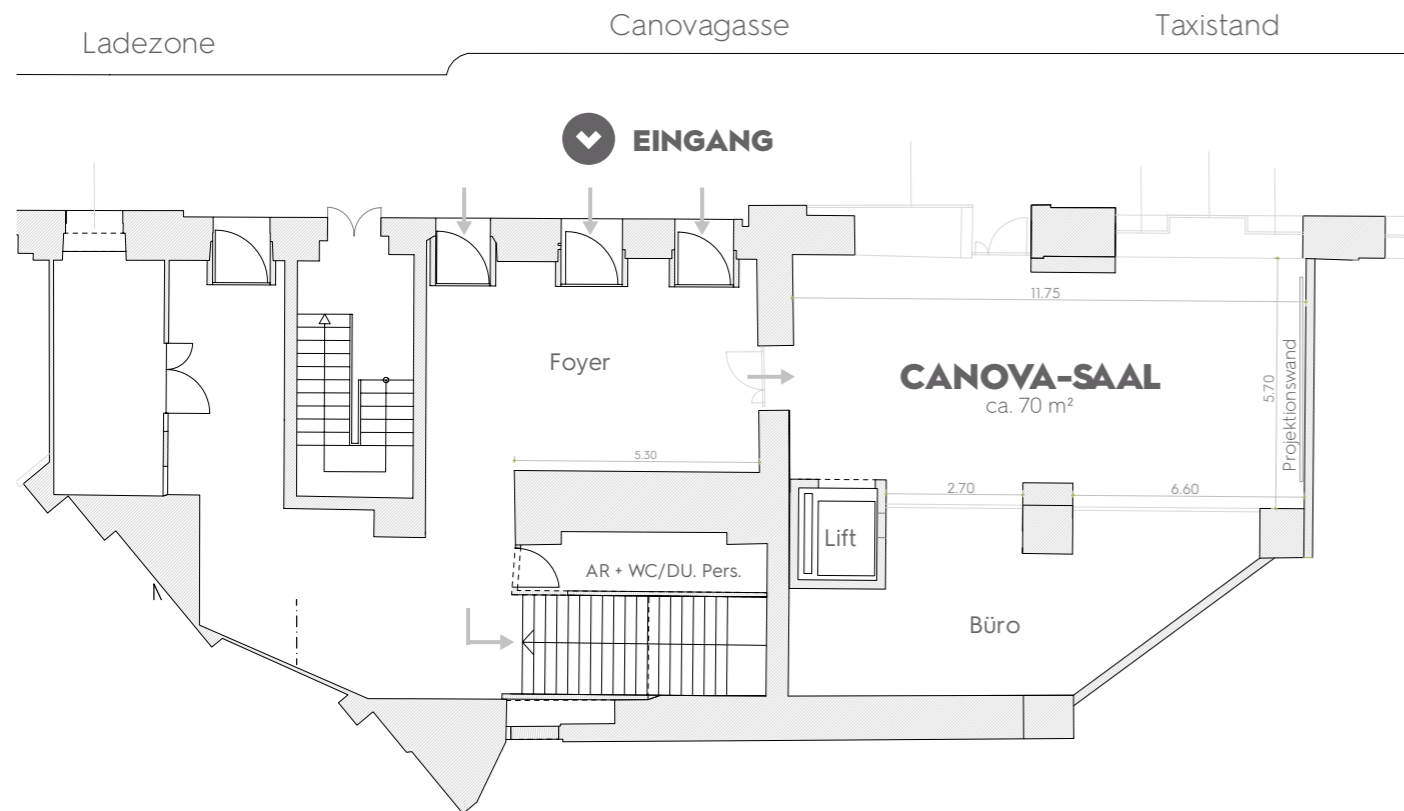 Ladezone
Canovagasse
Taxistand
EINGANG
11.75
Foyer
CANOVA-SAAL
ca. 70 m²
5.70
Projektionswand
5.30
2.70
6.60
Lift
AR + WC/DU. Pers.
Büro